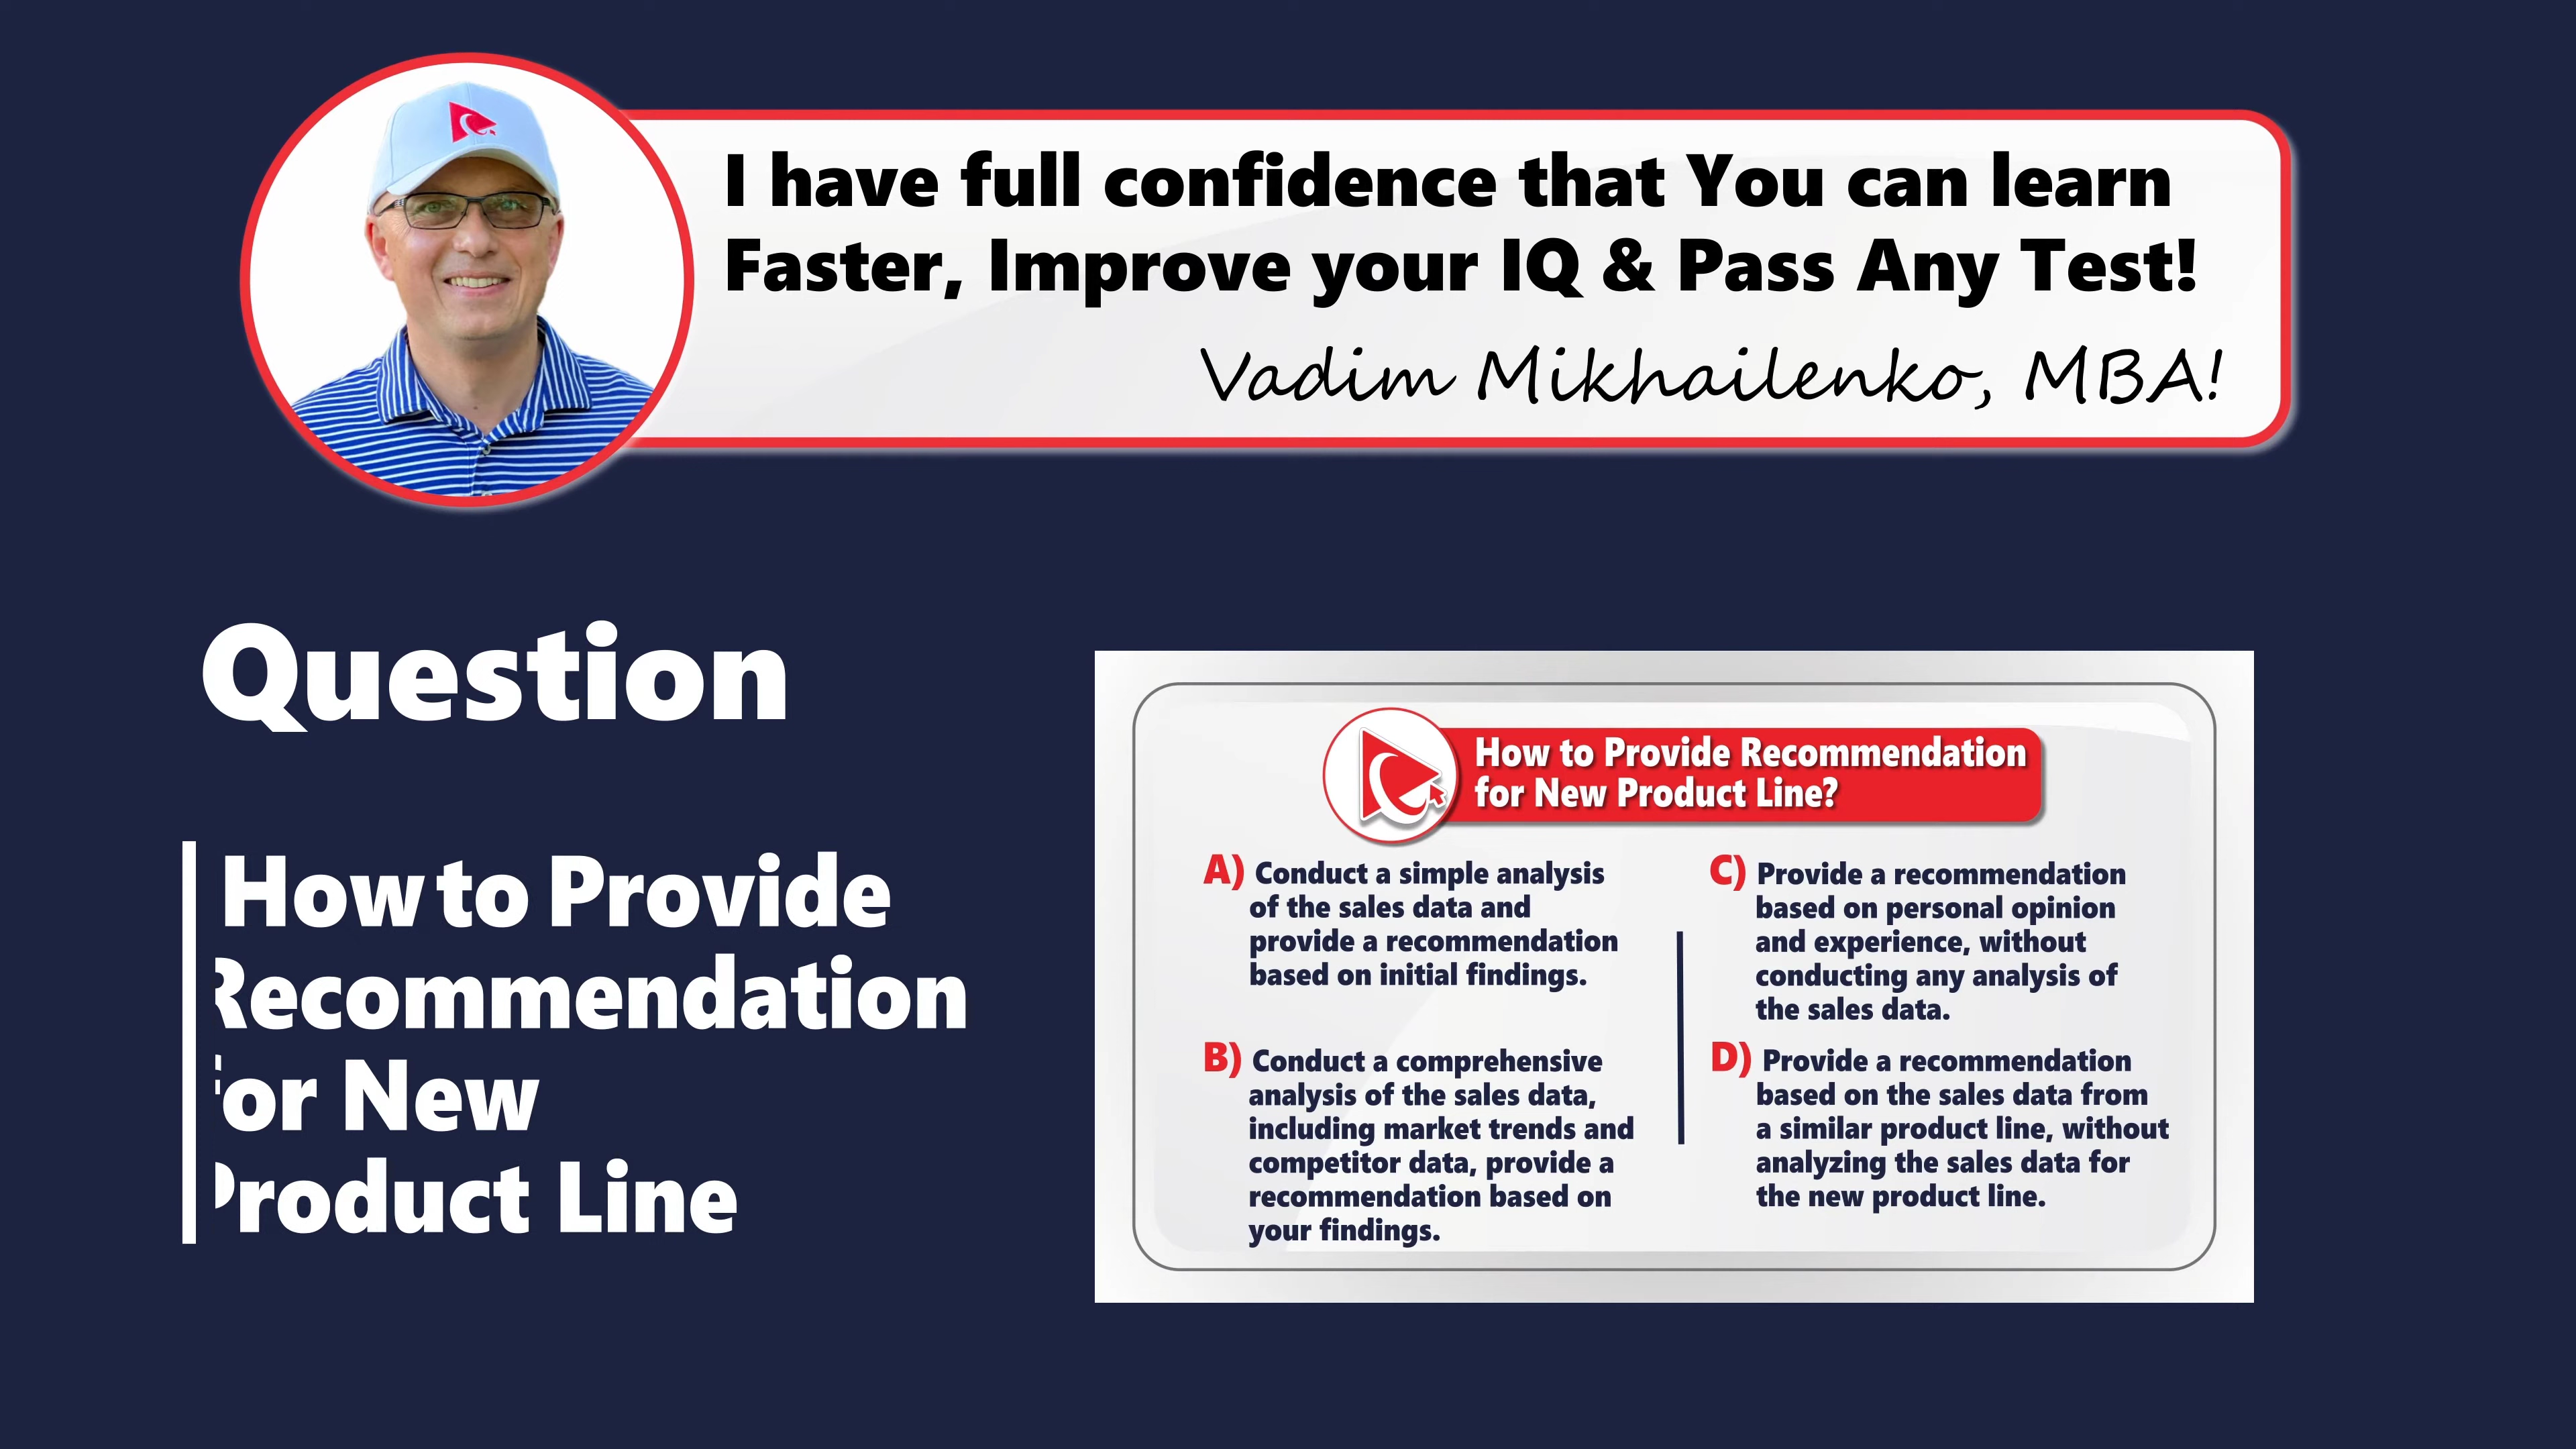 I have full confidence that You can learn
Faster, Improve your IQ & Pass Any Test!
Vadim Mikhailenko, MBA!
Question
How to Provide
Recommendation
for New
Product Line
How to Provide Recommendation
for New Product Line?
A) Conduct a simple analysis
of the sales data and
provide a recommendation
based on initial findings.
B) Conduct a comprehensive
analysis of the sales data,
including market trends and
competitor data, provide a
recommendation based on
your findings.
C) Provide a recommendation
based on personal opinion
and experience, without
conducting any analysis of
the sales data.
D) Provide a recommendation
based on the sales data from
a similar product line, without
analyzing the sales data for
the new product line.